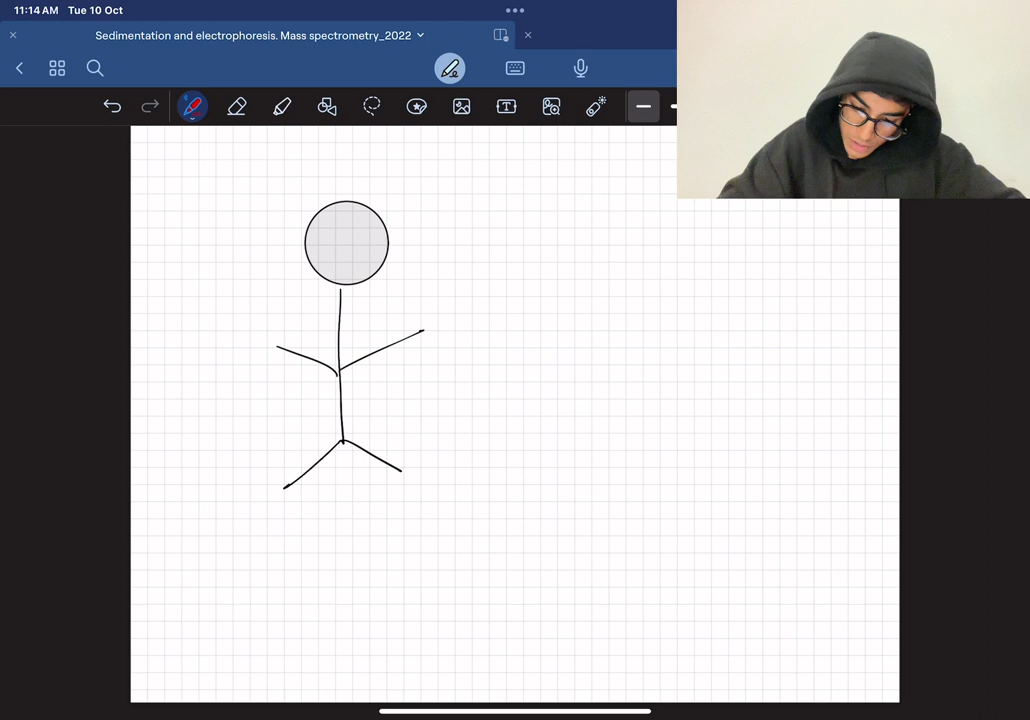 11:14 AM Tue 10 Oct
Sedimentation and electrophoresis. Mass spectrometry_2022
T